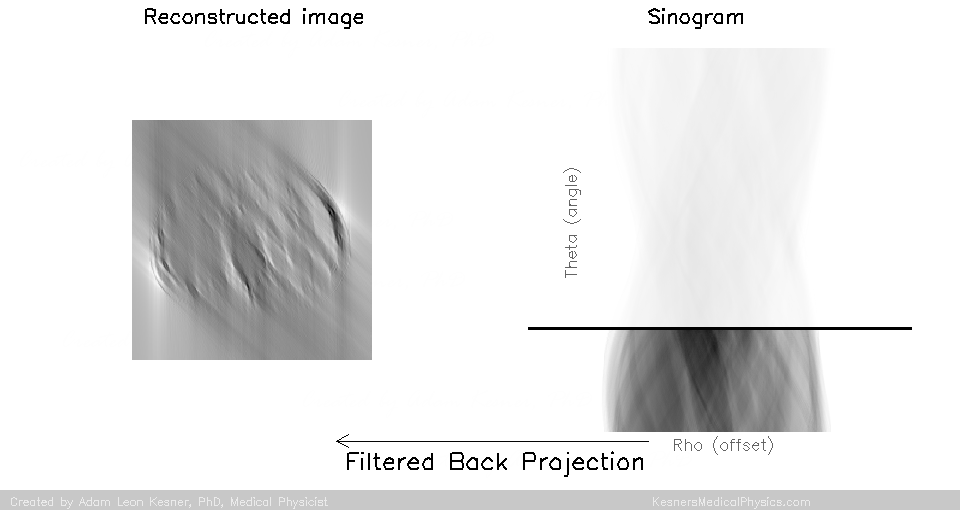 Reconstructed image
Sinogram
Theta (angle)
Rho (offset)
Filtered Back Projection
Created by Adam Leon Kesner, PhD, Medical Physicist
KesnersMedicalPhysics.com